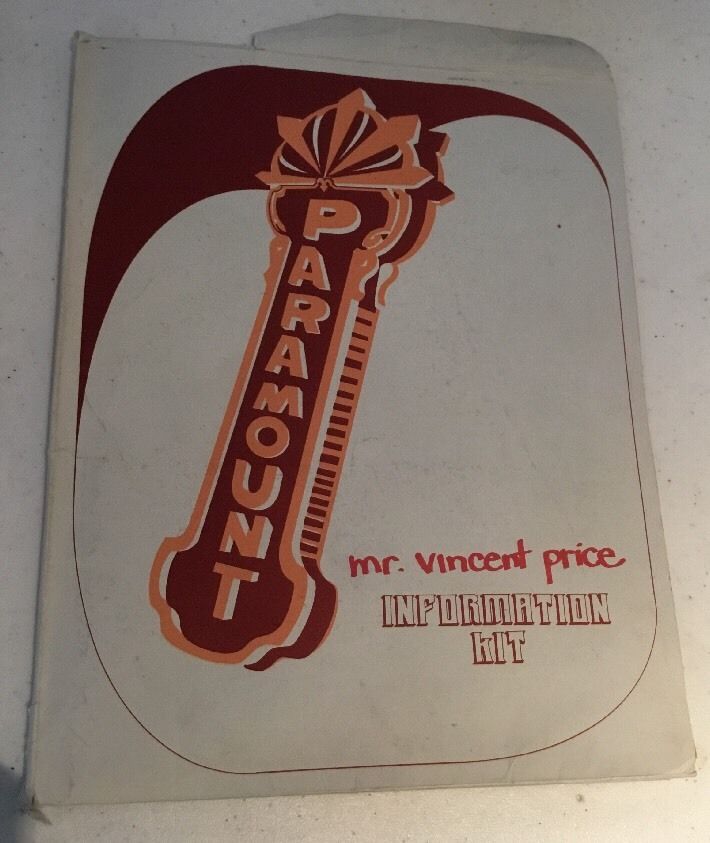 PARAMOUNT
mr. vincent price
INFORMATION
KIT